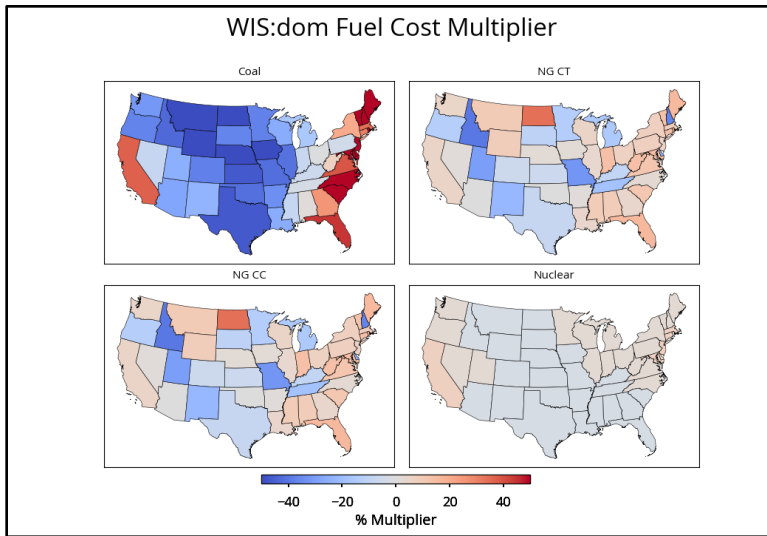 WIS:dom Fuel Cost Multiplier
Coal
NG CT
NG CC
Nuclear
−40 −20 0 20 40
% Multiplier